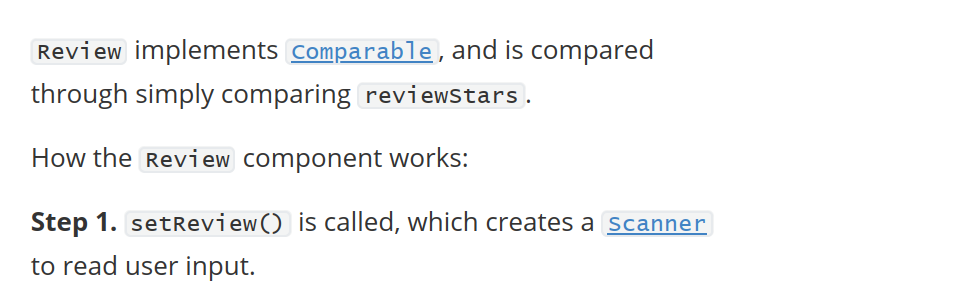 Review implements Comparable, and is compared
through simply comparing reviewStars.
How the Review component works:
Step 1. setReview() is called, which creates a Scanner
to read user input.